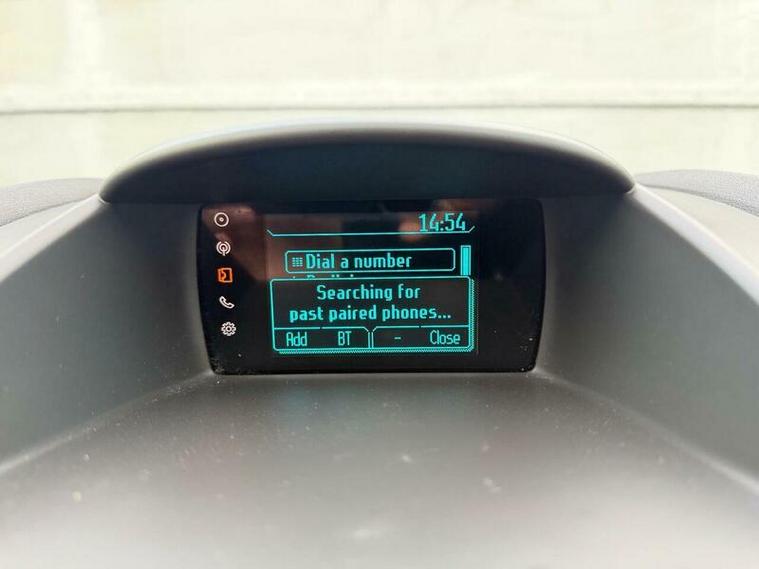 14:54
Dial a number
Searching for
past paired phones...
Add BT - Close